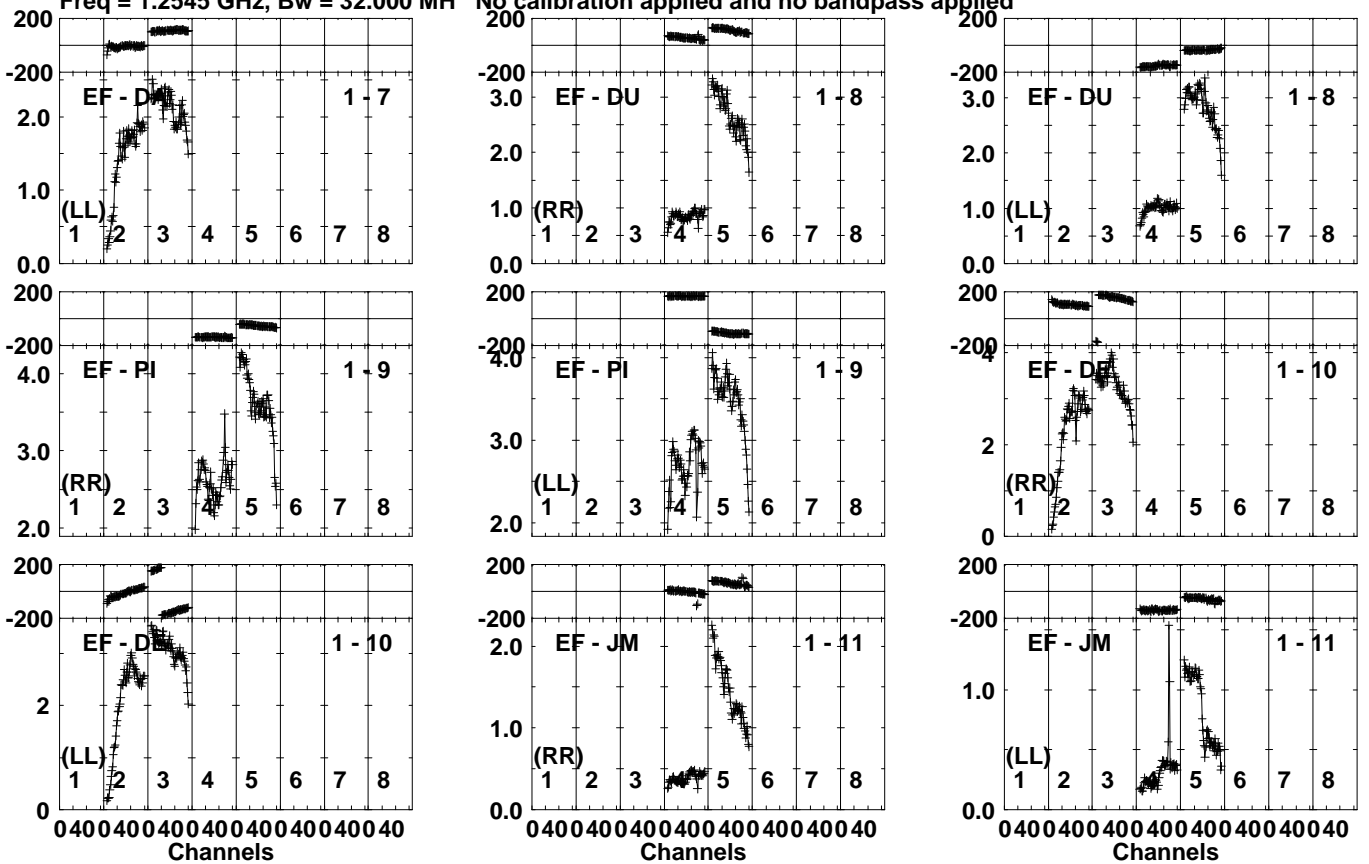 Freq = 1.2545 GHz, Bw = 32.000 MH No calibration applied and no bandpass applied
200 200 200
-200 -200 -200
EF - D 1 - 7 EF - DU 1 - 8 EF - DU 1 - 8
2.0 3.0 3.0
2.0 2.0
1.0 1.0 1.0
(LL) (RR) (LL)
1 2 3 4 5 6 7 8 1 2 3 4 5 6 7 8 1 2 3 4 5 6 7 8
0.0 0.0 0.0
200 200 200
-200 -200 -200
4.0 4.0 4
EF - PI 1 - 9 EF - PI 1 - 9 EF - DE 1 - 10
3.0 3.0 2
(RR) (LL) (RR)
1 2 3 4 5 6 7 8 1 2 3 4 5 6 7 8 1 2 3 4 5 6 7 8
2.0 2.0 0
200 200 200
-200 -200 -200
EF - DE 1 - 10 EF - JM 1 - 11 EF - JM 1 - 11
2 2.0 1.0
1.0
(LL) (RR) (LL)
1 2 3 4 5 6 7 8 1 2 3 4 5 6 7 8 1 2 3 4 5 6 7 8
0 0.0 0.0
0 40 0 40 0 40 0 40 0 40 0 40 0 40 0 40 0 40 0 40 0 40 0 40 0 40 0 40 0 40 0 40 0 40 0 40 0 40 0 40 0 40 0 40 0 40 0 40
Channels Channels Channels